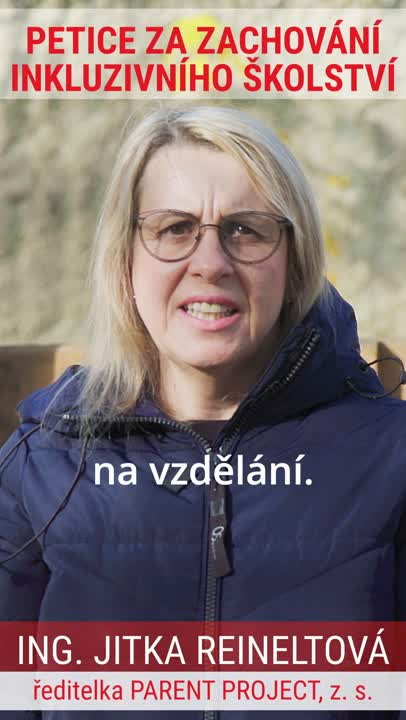 PETICE ZA ZACHOVÁNÍ
INKLUZIVNÍHO ŠKOLSTVÍ
na vzdělání.
ING. JITKA REINELTOVÁ
ředitelka PARENT PROJECT, z. s.